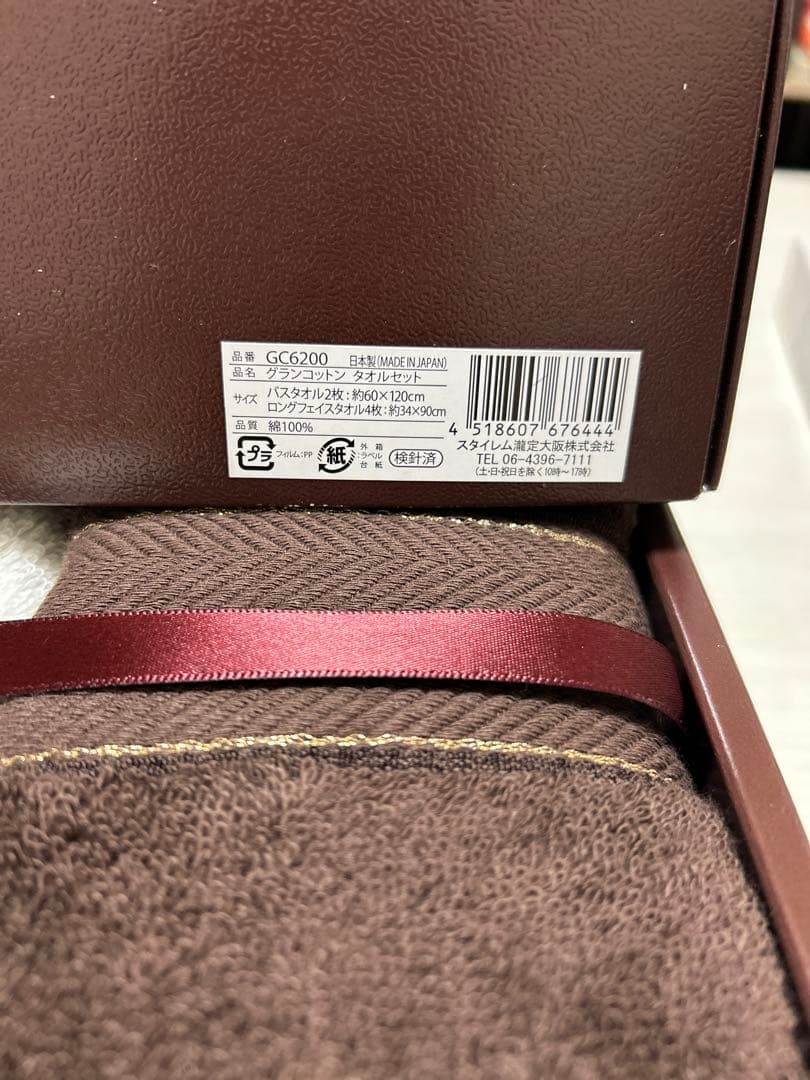 品番 GC6200 日本製(MADE IN JAPAN)
品名 グランコットン タオルセット
サイズ バスタオル2枚:約60×120cm
ロングフェイスタオル4枚:約34×90cm
品質 綿100%
プラ フィルム:PP 紙 外箱 ラベル 台紙 検針済
4 518607 676444
スタイレム瀧定大阪株式会社
TEL 06-4396-7111
(土・日・祝日を除く10時〜17時)